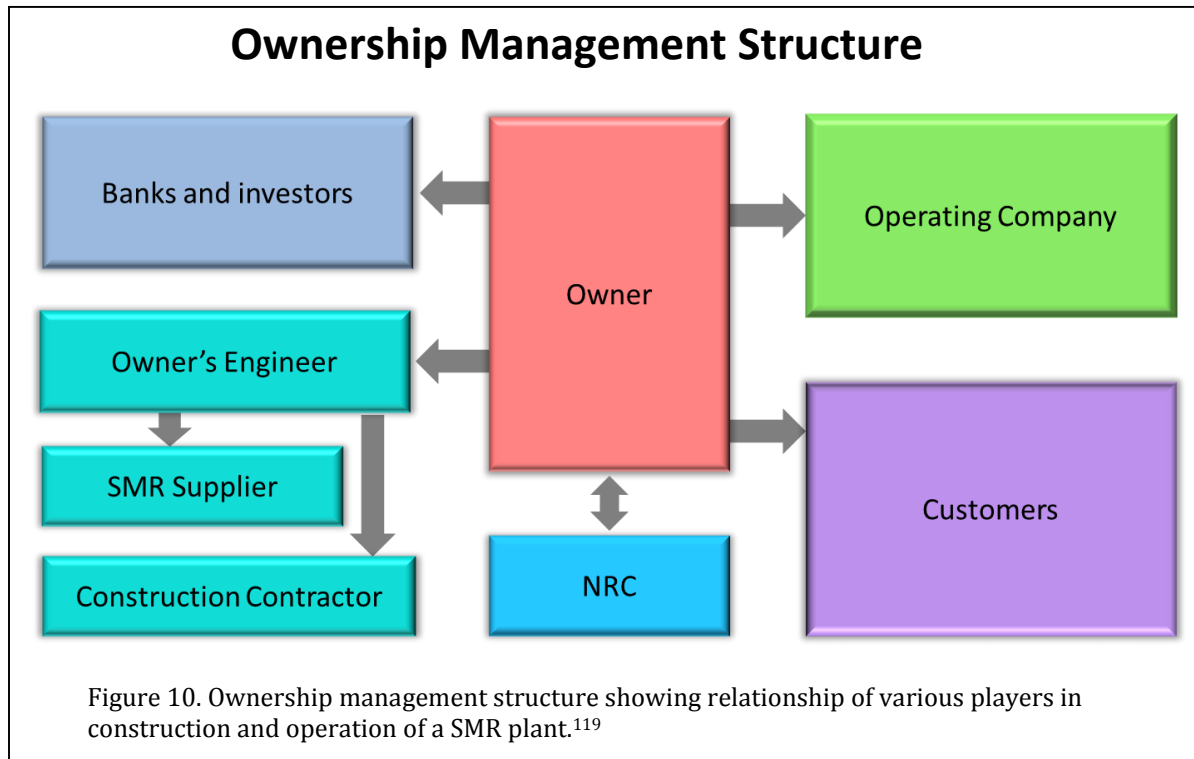 Ownership Management Structure
Banks and investors
Owner
Operating Company
Owner’s Engineer
SMR Supplier
Construction Contractor
NRC
Customers
Figure 10. Ownership management structure showing relationship of various players in
construction and operation of a SMR plant.119